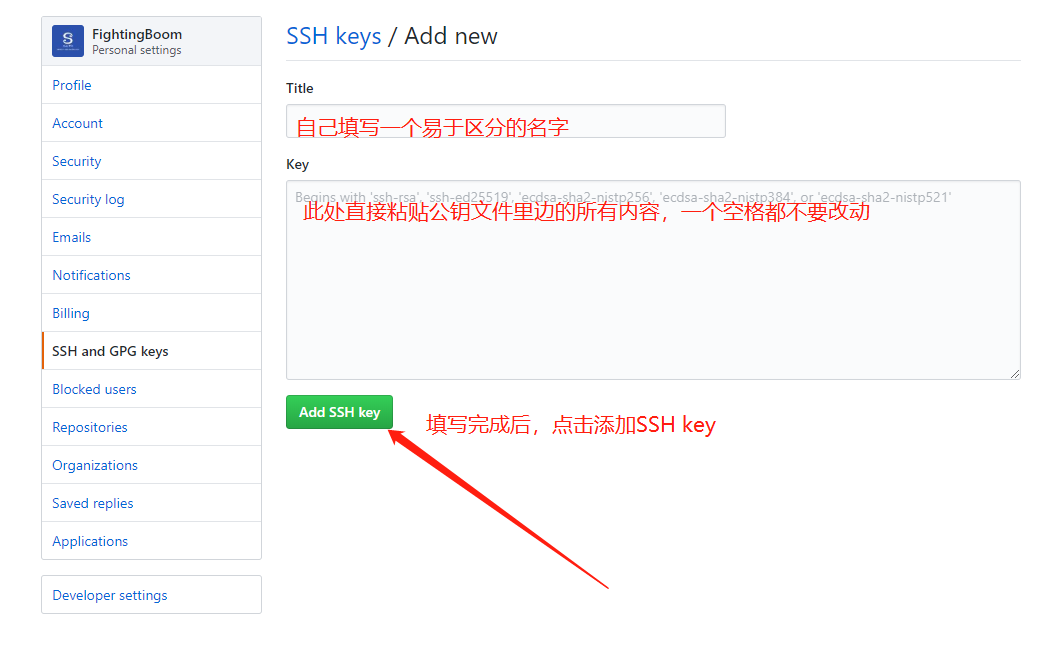 FightingBoom
Personal settings
Profile
Account
Security
Security log
Emails
Notifications
Billing
SSH and GPG keys
Blocked users
Repositories
Organizations
Saved replies
Applications
Developer settings
SSH keys / Add new
Title
自己填写一个易于区分的名字
Key
Begins with 'ssh-rsa', 'ssh-ed25519', 'ecdsa-sha2-nistp256', 'ecdsa-sha2-nistp384', or 'ecdsa-sha2-nistp521'
此处直接粘贴公钥文件里边的所有内容，一个空格都不要改动
Add SSH key
填写完成后，点击添加SSH key